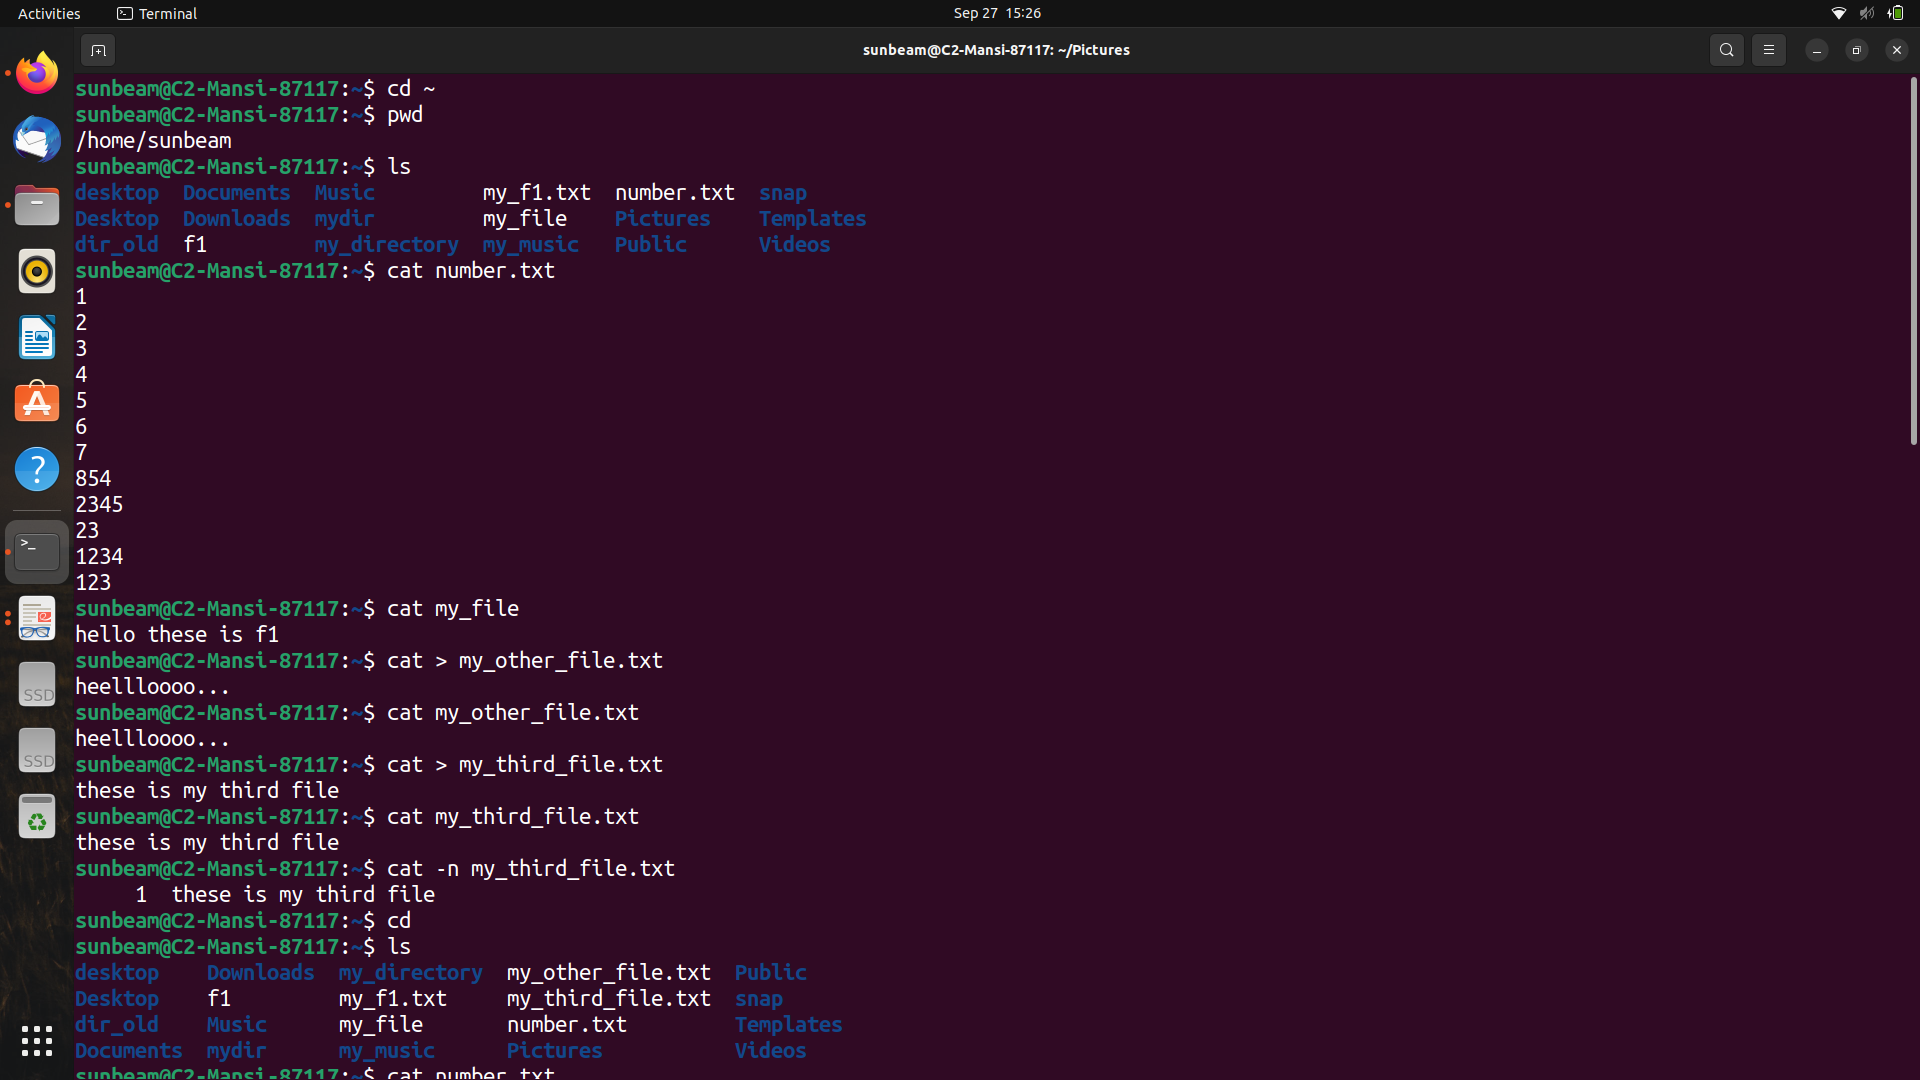 Activities Terminal Sep 27 15:26
sunbeam@C2-Mansi-87117: ~/Pictures
sunbeam@C2-Mansi-87117:~$ cd ~
sunbeam@C2-Mansi-87117:~$ pwd
/home/sunbeam
sunbeam@C2-Mansi-87117:~$ ls
desktop Documents Music my_f1.txt number.txt snap
Desktop Downloads mydir my_file Pictures Templates
dir_old f1 my_directory my_music Public Videos
sunbeam@C2-Mansi-87117:~$ cat number.txt
1
2
3
4
5
6
7
854
2345
23
1234
123
sunbeam@C2-Mansi-87117:~$ cat my_file
hello these is f1
sunbeam@C2-Mansi-87117:~$ cat > my_other_file.txt
heellloooo...
sunbeam@C2-Mansi-87117:~$ cat my_other_file.txt
heellloooo...
sunbeam@C2-Mansi-87117:~$ cat > my_third_file.txt
these is my third file
sunbeam@C2-Mansi-87117:~$ cat my_third_file.txt
these is my third file
sunbeam@C2-Mansi-87117:~$ cat -n my_third_file.txt
1 these is my third file
sunbeam@C2-Mansi-87117:~$ cd
sunbeam@C2-Mansi-87117:~$ ls
desktop Downloads my_directory my_other_file.txt Public
Desktop f1 my_f1.txt my_third_file.txt snap
dir_old Music my_file number.txt Templates
Documents mydir my_music Pictures Videos
sunbeam@C2-Mansi-87117:~$ cat number.txt
SSD
SSD